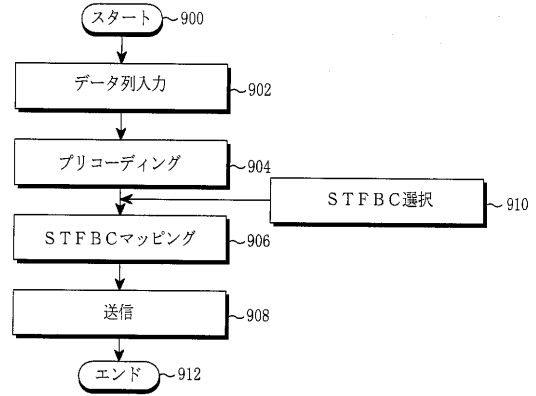 スタート 900
データ列入力 902
プリコーディング 904
STFBC選択 910
STFBCマッピング 906
送信 908
エンド 912